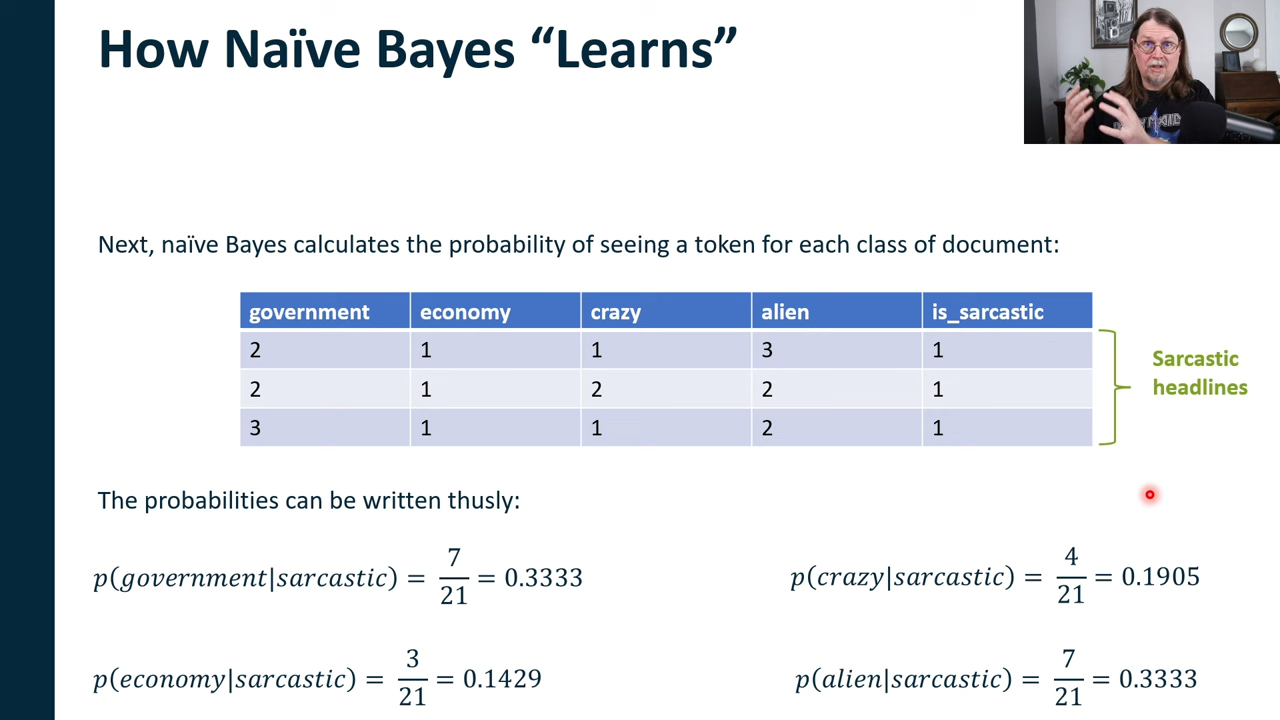 How Naïve Bayes “Learns”
Next, naïve Bayes calculates the probability of seeing a token for each class of document:
government economy crazy alien is_sarcastic
2 1 1 3 1
2 1 2 2 1
3 1 1 2 1
Sarcastic
headlines
The probabilities can be written thusly:
p(government|sarcastic) = 7/21 = 0.3333
p(crazy|sarcastic) = 4/21 = 0.1905
p(economy|sarcastic) = 3/21 = 0.1429
p(alien|sarcastic) = 7/21 = 0.3333